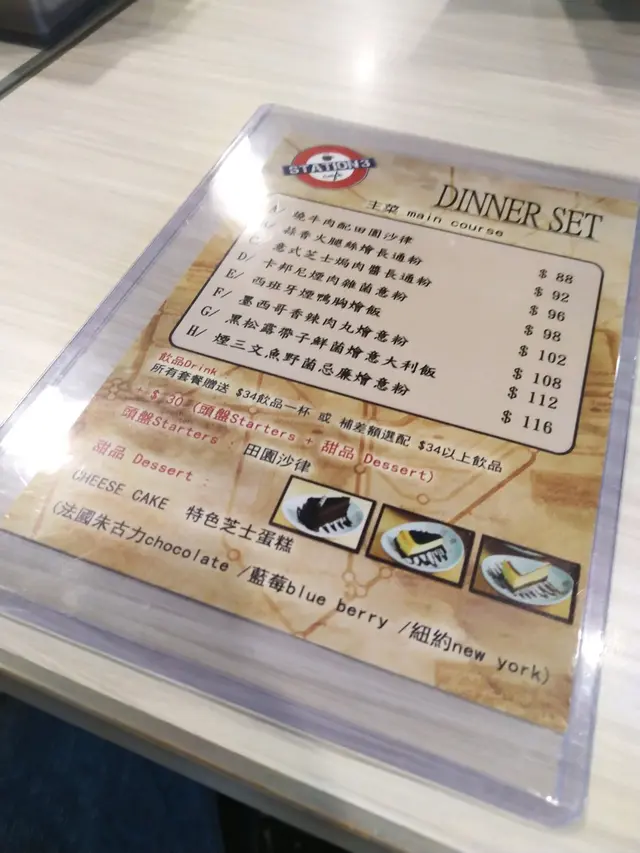 STATION3
cafe
DINNER SET
主菜 main course
A/ 燒牛肉配田園沙律 $ 88
B/ 蒜香火腿絲燴長通粉 $ 92
C/ 意式芝士焗肉醬長通粉 $ 96
D/ 卡邦尼煙肉雜菌意粉 $ 98
E/ 西班牙煙鴨胸燴飯 $ 102
F/ 墨西哥香辣肉丸燴意粉 $ 108
G/ 黑松露帶子鮮菌燴意大利飯 $ 112
H/ 煙三文魚野菌忌廉燴意粉 $ 116
飲品Drink
所有套餐贈送 $34飲品一杯 或 補差額選配 $34以上飲品
+ $ 30 (頭盤Starters + 甜品 Dessert)
頭盤Starters : 田園沙律
甜品 Dessert :
CHEESE CAKE 特色芝士蛋糕
(法國朱古力chocolate /藍莓blue berry /紐約new york)